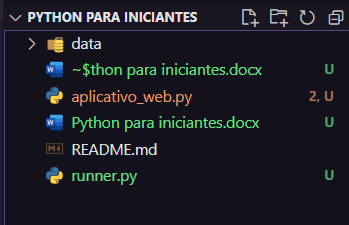 PYTHON PARA INICIANTES
data
~$thon para iniciantes.docx U
aplicativo_web.py 2, U
Python para iniciantes.docx U
README.md
runner.py U